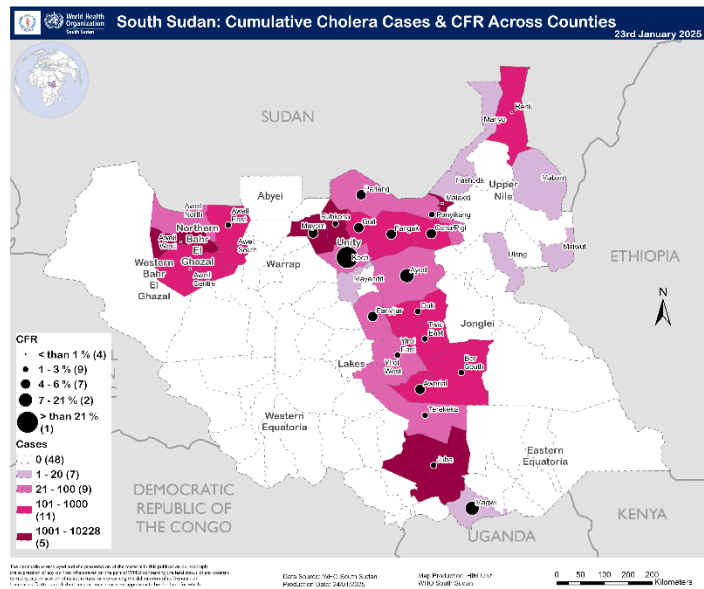 World Health Organization
South Sudan
South Sudan: Cumulative Cholera Cases & CFR Across Counties
23rd January 2025
SUDAN
Renk
Manyo
Abyei
Fashoda
Upper Nile
Maban
Pariang
Malakal
Aweil North
Aweil East
Rubkona
Panyikang
Mayom
Guit
Fangak
Canal/Pigi
Northern Bahr El Ghazal
Aweil West
Aweil South
Unity
Koch
Ulang
Maiwut
ETHIOPIA
Western Bahr El Ghazal
Aweil Centre
Warrap
Ayod
Mayendit
N
Panyijiar
Duk
Twic East
Jonglei
CFR
< than 1 % (4)
1 - 3 % (9)
4 - 6 % (7)
7 - 21 % (2)
> than 21 % (1)
Lakes
Yirol East
Yirol West
Bor South
Awerial
Terekeka
Western Equatoria
Eastern Equatoria
Cases
0 (48)
1 - 20 (7)
21 - 100 (9)
101 - 1000 (11)
1001 - 10228 (5)
Juba
DEMOCRATIC REPUBLIC OF THE CONGO
Magwi
KENYA
UGANDA
Data Source: WHO South Sudan
Production Date: 24/01/2025
Map Production: HIM Unit
WHO South Sudan
0 50 100 200
Kilometers